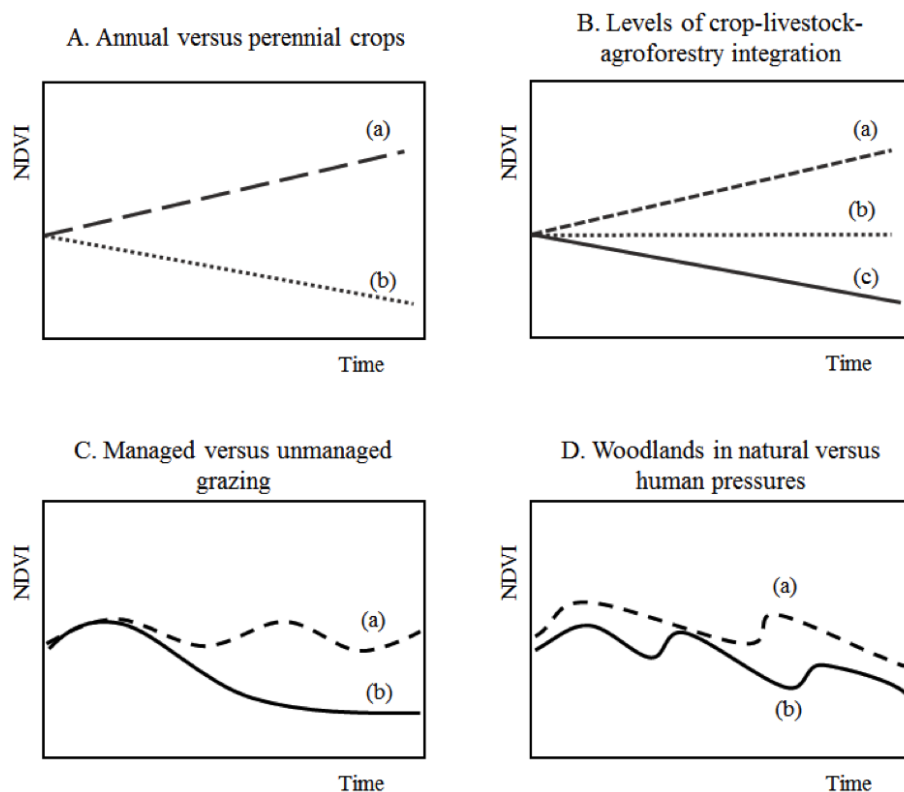 A. Annual versus perennial crops
NDVI
(a)
(b)
Time
B. Levels of crop-livestock-
agroforestry integration
NDVI
(a)
(b)
(c)
Time
C. Managed versus unmanaged
grazing
NDVI
(a)
(b)
Time
D. Woodlands in natural versus
human pressures
NDVI
(a)
(b)
Time